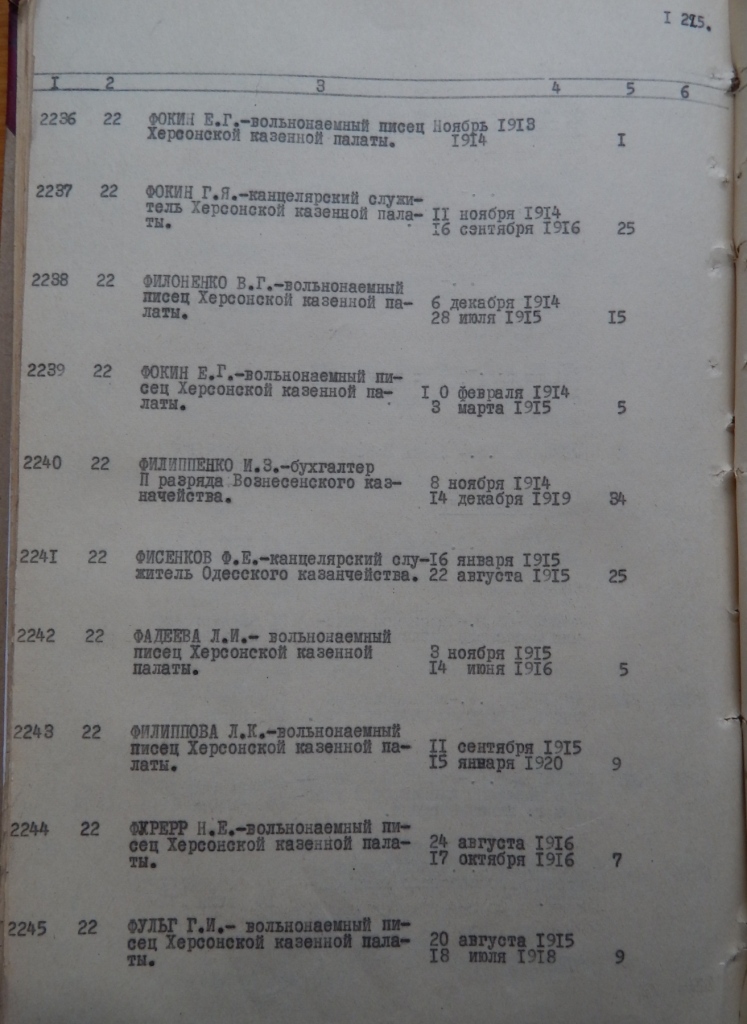 I 215.
I 2 3 4 5 6
2236 22 ФОКИН Е.Г.-вольнонаемный писец Ноябрь 1913
Херсонской казенной палаты. 1914 I
2237 22 ФОКИН Г.Я.-канцелярский служи-
тель Херсонской казенной пала- II ноября 1914
ты. 16 сэнтября 1916 25
2238 22 ФИЛОНЕНКО В.Г.-вольнонаемный
писец Херсонской казенной па- 6 декабря 1914
латы. 28 июля 1915 15
2239 22 ФОКИН Е.Г.-вольнонаемный пи-
сец Херсонской казенной па- I 0 февраля 1914
латы. 3 марта 1915 5
2240 22 ФИЛИППЕНКО И.З.-бухгалтер
П разряда Вознесенского каз- 8 ноября 1914
начейства. 14 декабря 1919 34
2241 22 ФИСЕНКОВ Ф.Е.-канцелярский слу-16 января 1915
житель Одесского казанчейства. 22 августа 1915 25
2242 22 ФАДЕЕВА Л.И.- вольнонаемный
писец Херсонской казенной 3 ноября 1915
палаты. 14 июня 1916 5
2243 22 ФИЛИППОВА Л.К.-вольнонаемный
писец Херсонской казенной па- II сентября 1915
латы. 15 января 1920 9
2244 22 Н.Е.-вольнонаемный пи-
сец Херсонской казенной пала- 24 августа 1916
ты. 17 октября 1916 7
2245 22 ФУЛЬГ Г.И.- вольнонаемный пи-
сец Херсонской казенной пала- 20 августа 1915
ты. 18 июля 1918 9